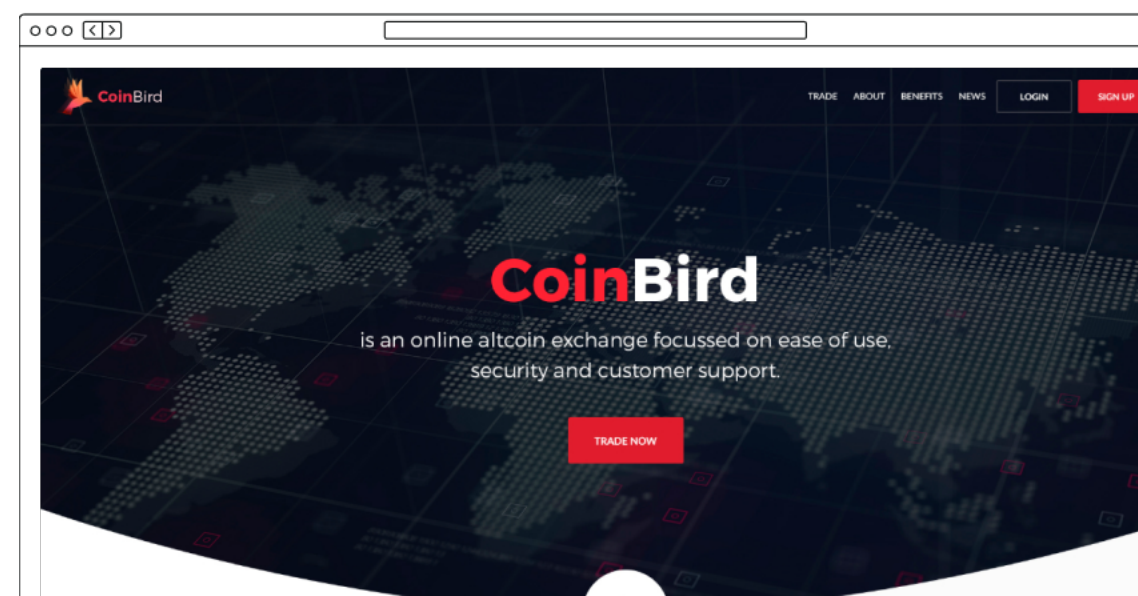 CoinBird
TRADE ABOUT BENEFITS NEWS LOGIN SIGN UP
CoinBird
is an online altcoin exchange focussed on ease of use,
security and customer support.
TRADE NOW